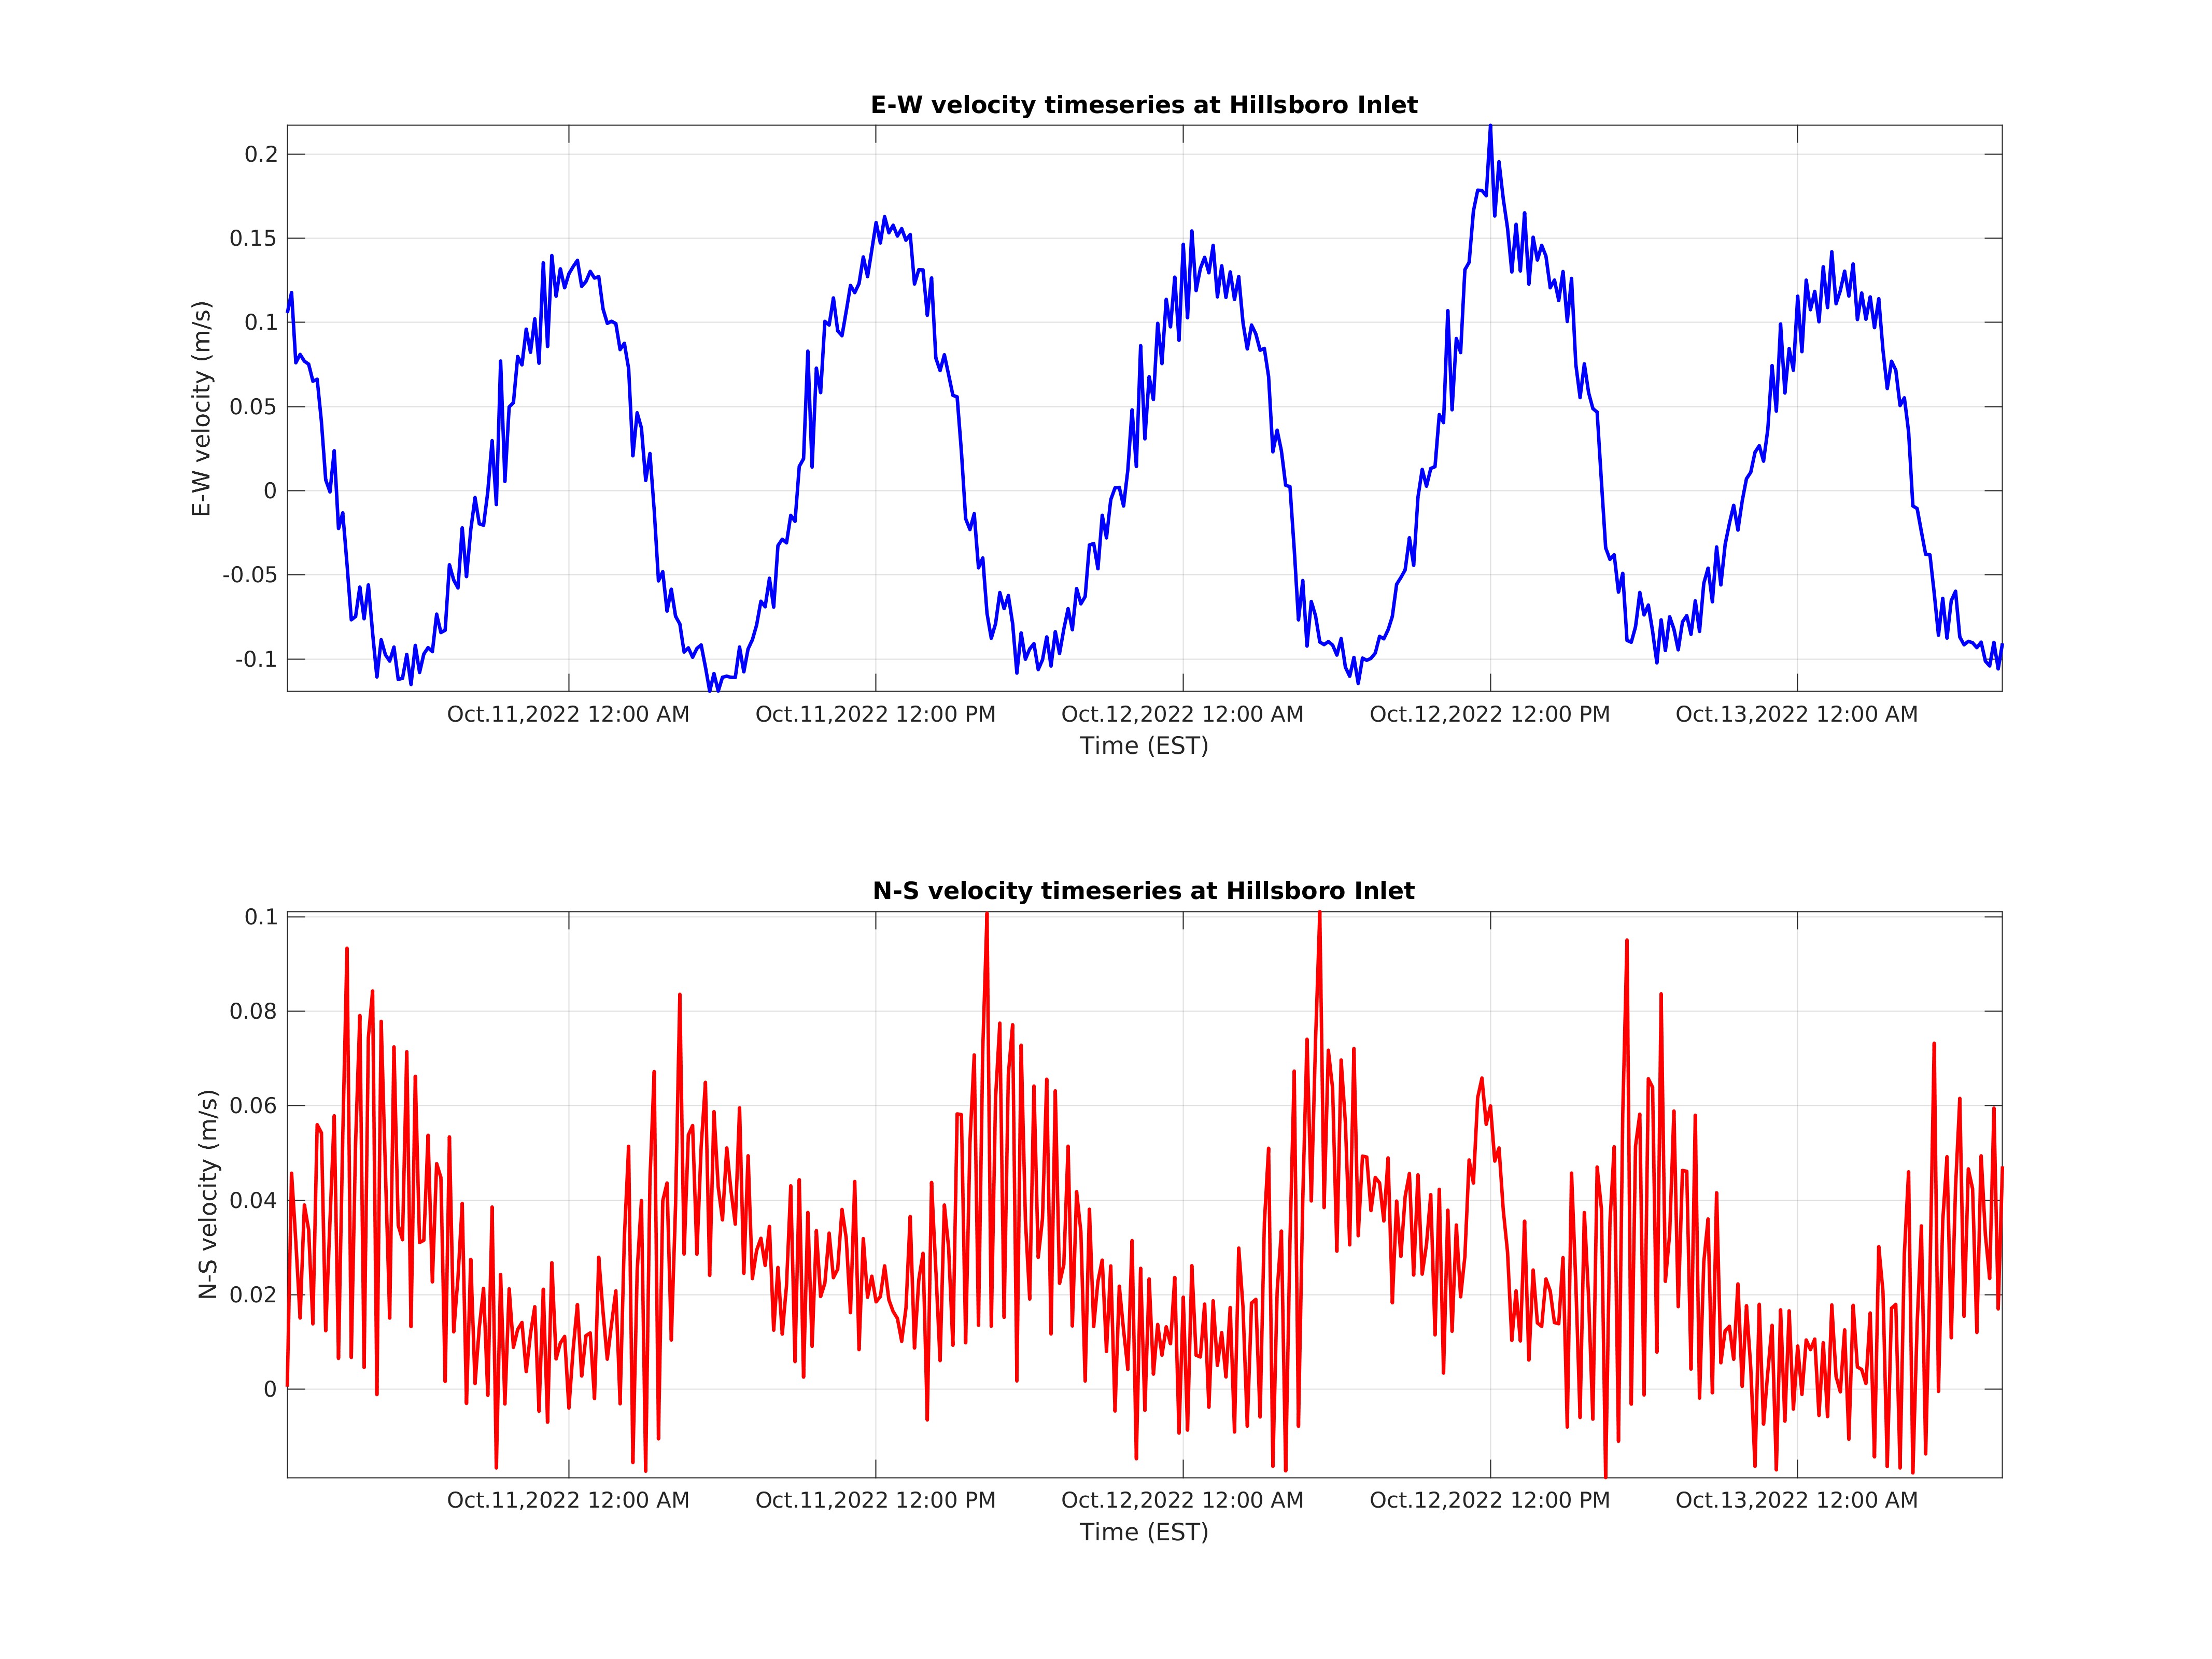 E-W velocity timeseries at Hillsboro Inlet
E-W velocity (m/s)
0.2
0.15
0.1
0.05
0
-0.05
-0.1
Oct.11,2022 12:00 AM
Oct.11,2022 12:00 PM
Oct.12,2022 12:00 AM
Oct.12,2022 12:00 PM
Oct.13,2022 12:00 AM
Time (EST)
N-S velocity timeseries at Hillsboro Inlet
N-S velocity (m/s)
0.1
0.08
0.06
0.04
0.02
0
Oct.11,2022 12:00 AM
Oct.11,2022 12:00 PM
Oct.12,2022 12:00 AM
Oct.12,2022 12:00 PM
Oct.13,2022 12:00 AM
Time (EST)